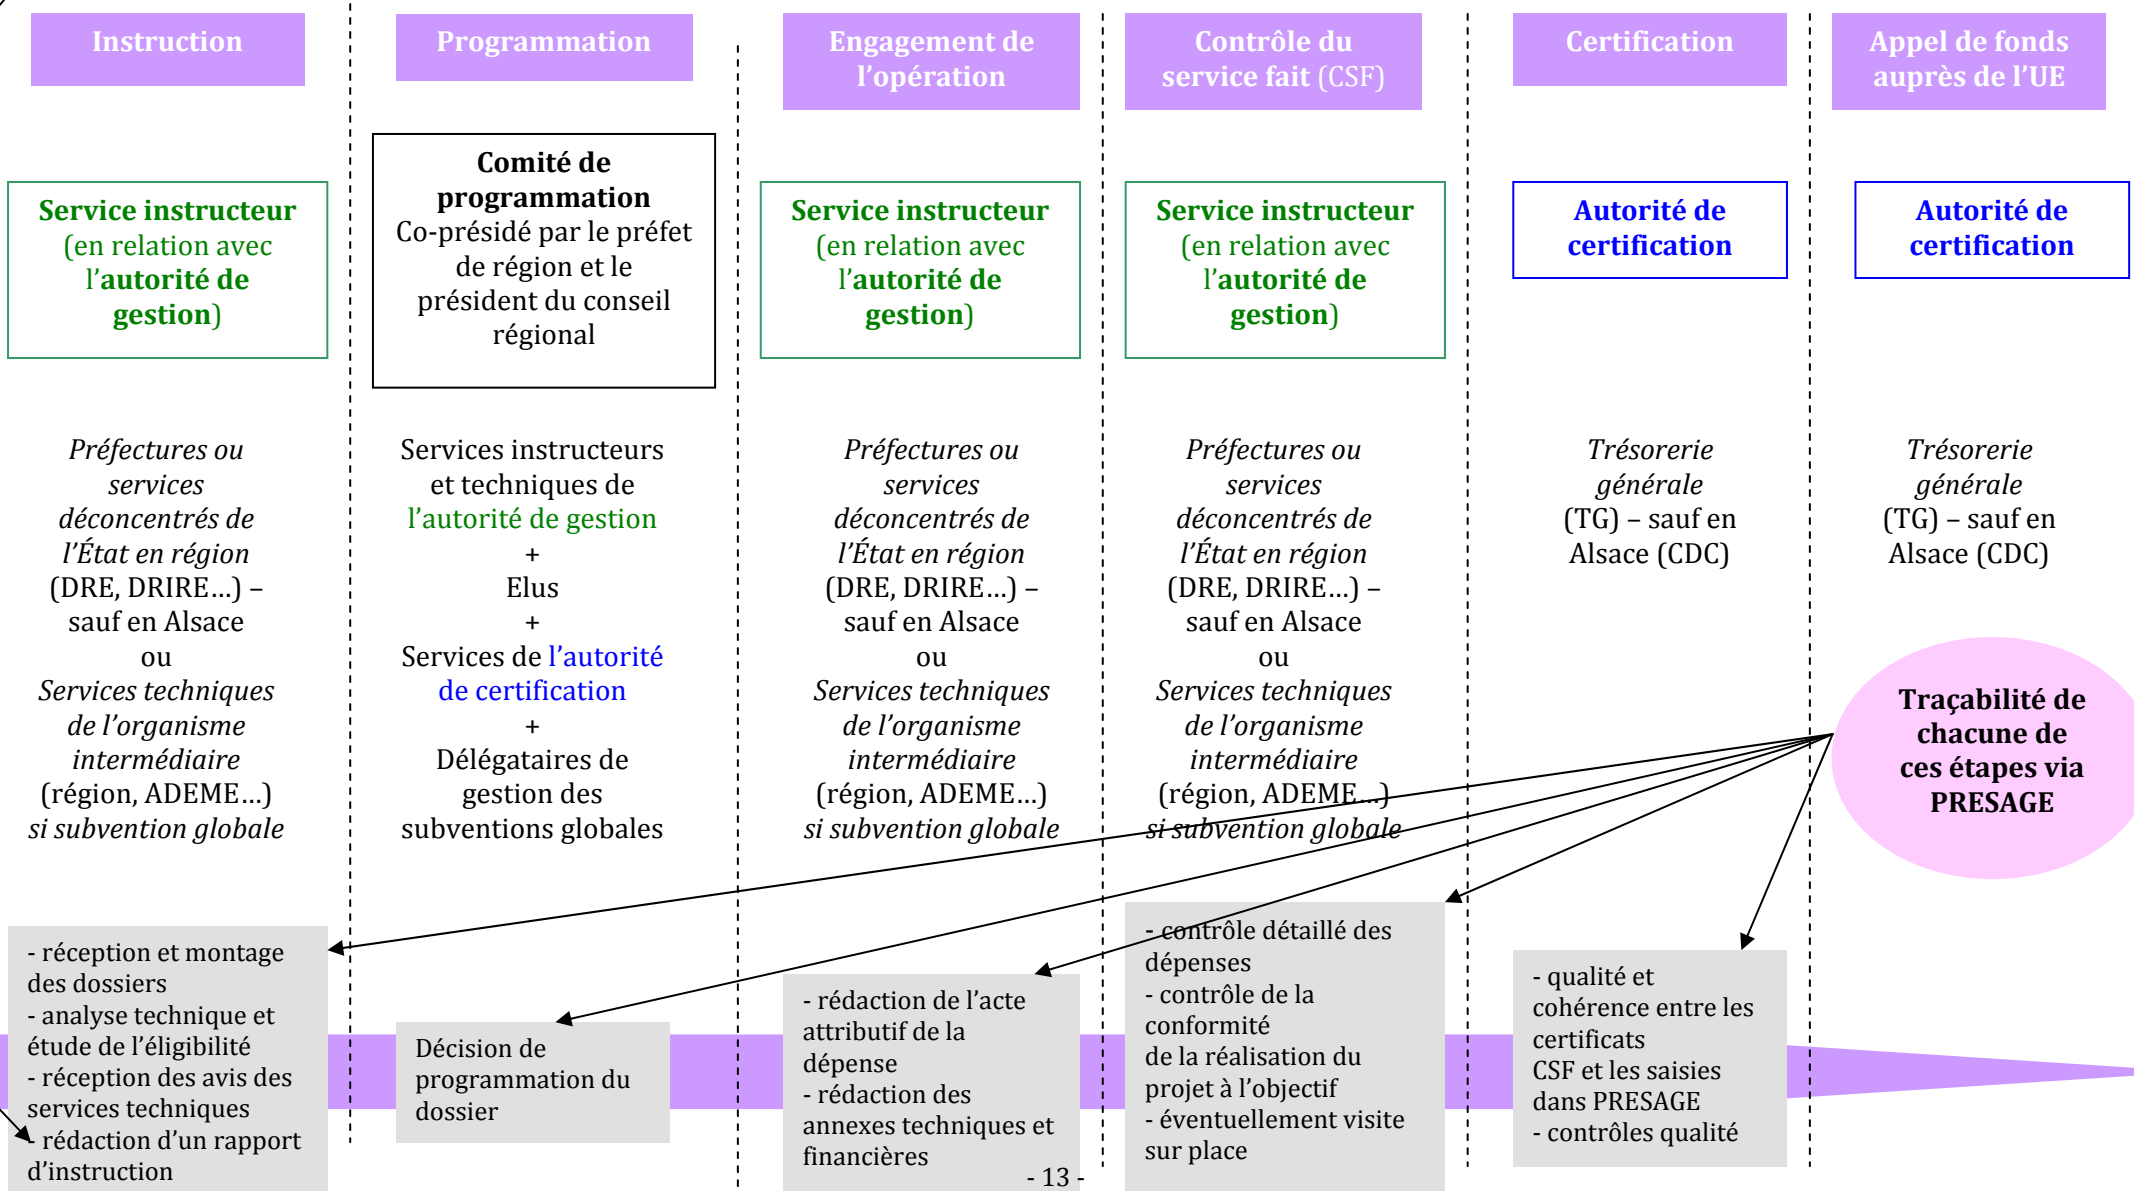 Instruction
Programmation
Engagement de
l’opération
Contrôle du
service fait (CSF)
Certification
Appel de fonds
auprès de l’UE
Service instructeur
(en relation avec
l’autorité de
gestion)
Comité de
programmation
Co-présidé par le préfet
de région et le
président du conseil
régional
Service instructeur
(en relation avec
l’autorité de
gestion)
Service instructeur
(en relation avec
l’autorité de
gestion)
Autorité de
certification
Autorité de
certification
Préfectures ou
services
déconcentrés de
l’État en région
(DRE, DRIRE…) –
sauf en Alsace
ou
Services techniques
de l’organisme
intermédiaire
(région, ADEME…)
si subvention globale
Services instructeurs
et techniques de
l’autorité de gestion
+
Elus
+
Services de l’autorité
de certification
+
Délégataires de
gestion des
subventions globales
Préfectures ou
services
déconcentrés de
l’État en région
(DRE, DRIRE…) –
sauf en Alsace
ou
Services techniques
de l’organisme
intermédiaire
(région, ADEME…)
si subvention globale
Préfectures ou
services
déconcentrés de
l’État en région
(DRE, DRIRE…) –
sauf en Alsace
ou
Services techniques
de l’organisme
intermédiaire
(région, ADEME…)
si subvention globale
Trésorerie
générale
(TG) – sauf en
Alsace (CDC)
Trésorerie
générale
(TG) – sauf en
Alsace (CDC)
Traçabilité de
chacune de
ces étapes via
PRESAGE
- réception et montage
des dossiers
- analyse technique et
étude de l’éligibilité
- réception des avis des
services techniques
- rédaction d’un rapport
d’instruction
Décision de
programmation du
dossier
- rédaction de l’acte
attributif de la
dépense
- rédaction des
annexes techniques et
financières
- contrôle détaillé des
dépenses
- contrôle de la
conformité
de la réalisation du
projet à l’objectif
- éventuellement visite
sur place
- qualité et
cohérence entre les
certificats
CSF et les saisies
dans PRESAGE
- contrôles qualité
- 13 -